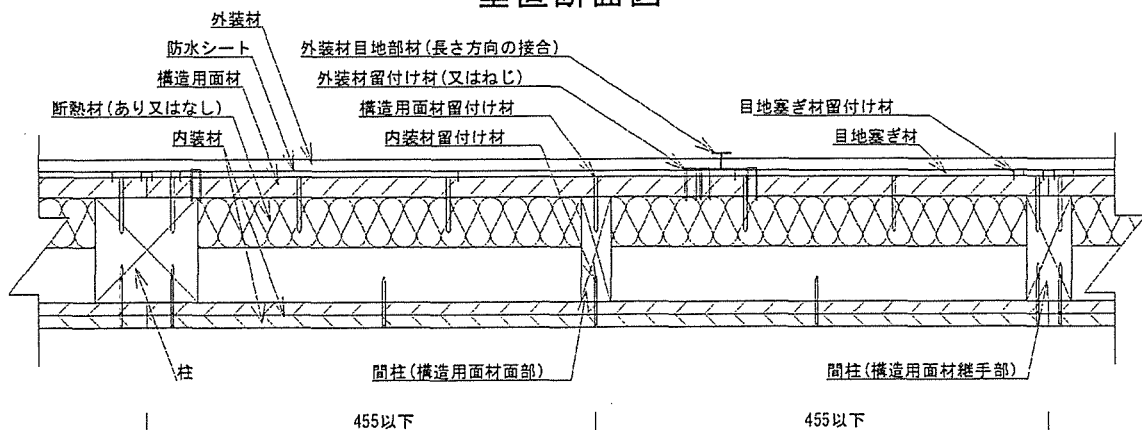 外装材
防水シート
外装材目地部材(長さ方向の接合)
構造用面材
外装材留付け材(又はねじ)
断熱材(あり又はなし)
構造用面材留付け材
目地塞ぎ材留付け材
内装材
内装材留付け材
目地塞ぎ材
柱
間柱(構造用面材面部)
間柱(構造用面材継手部)
455以下
455以下